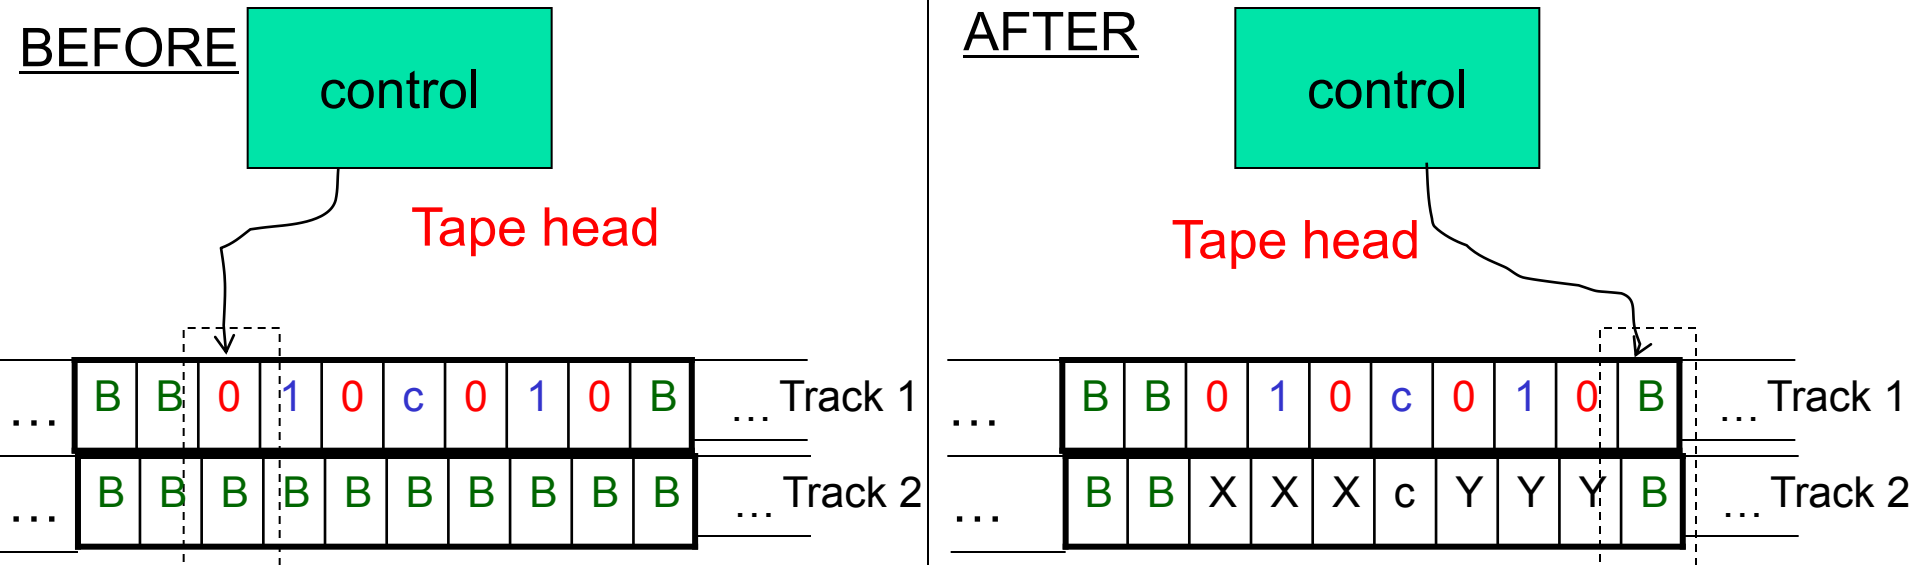 BEFORE
control
Tape head
… B B 0 1 0 c 0 1 0 B … Track 1
… B B B B B B B B B B … Track 2
AFTER
control
Tape head
… B B 0 1 0 c 0 1 0 B … Track 1
… B B X X X c Y Y Y B … Track 2